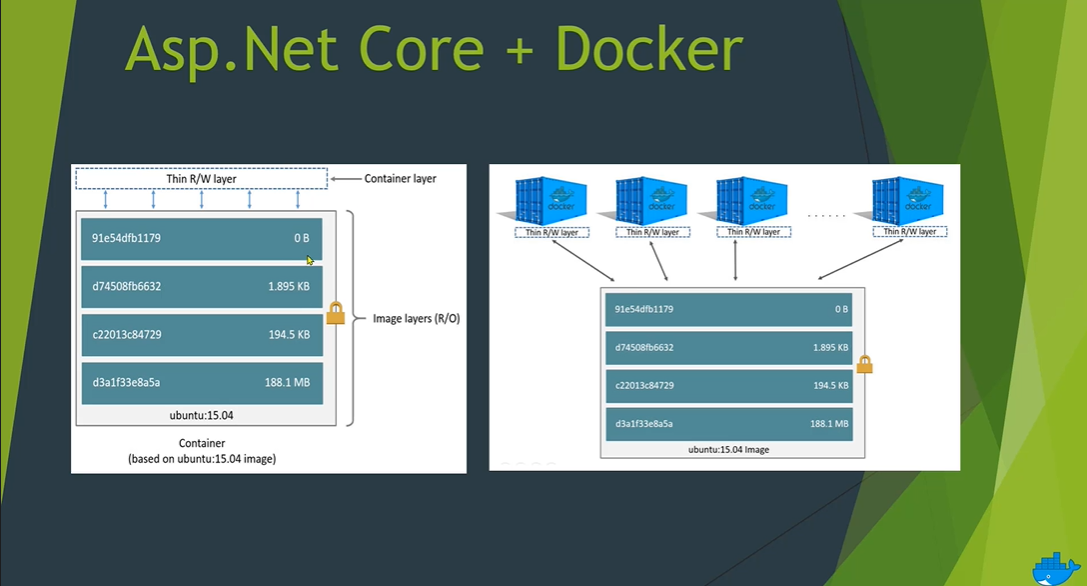 Asp.Net Core + Docker
Thin R/W layer
Container layer
91e54dfb1179 0 B
d74508fb6632 1.895 KB
c22013c84729 194.5 KB
d3a1f33e8a5a 188.1 MB
ubuntu:15.04
Image layers (R/O)
Container
(based on ubuntu:15.04 image)
docker
docker
docker
docker
Thin R/W layer
Thin R/W layer
Thin R/W layer
......
Thin R/W layer
91e54dfb1179 0 B
d74508fb6632 1.895 KB
c22013c84729 194.5 KB
d3a1f33e8a5a 188.1 MB
ubuntu:15.04 Image